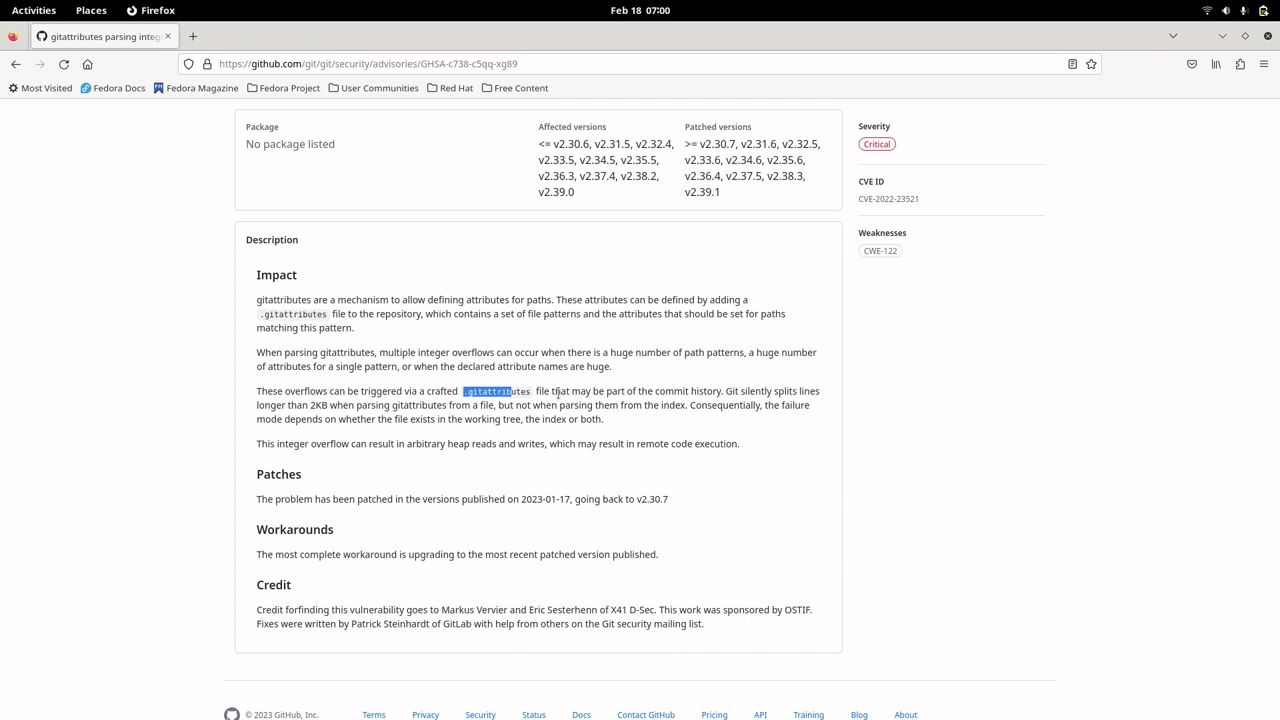 Activities Places Firefox Feb 18 07:00
gitattributes parsing integ
https://github.com/git/git/security/advisories/GHSA-c738-c5qq-xg89
Most Visited Fedora Docs Fedora Magazine Fedora Project User Communities Red Hat Free Content
Package
No package listed
Affected versions
<= v2.30.6, v2.31.5, v2.32.4,
v2.33.5, v2.34.5, v2.35.5,
v2.36.3, v2.37.4, v2.38.2,
v2.39.0
Patched versions
>= v2.30.7, v2.31.6, v2.32.5,
v2.33.6, v2.34.6, v2.35.6,
v2.36.4, v2.37.5, v2.38.3,
v2.39.1
Severity
Critical
CVE ID
CVE-2022-23521
Weaknesses
CWE-122
Description
Impact
gitattributes are a mechanism to allow defining attributes for paths. These attributes can be defined by adding a
.gitattributes file to the repository, which contains a set of file patterns and the attributes that should be set for paths
matching this pattern.
When parsing gitattributes, multiple integer overflows can occur when there is a huge number of path patterns, a huge number
of attributes for a single pattern, or when the declared attribute names are huge.
These overflows can be triggered via a crafted .gitattributes file that may be part of the commit history. Git silently splits lines
longer than 2KB when parsing gitattributes from a file, but not when parsing them from the index. Consequentially, the failure
mode depends on whether the file exists in the working tree, the index or both.
This integer overflow can result in arbitrary heap reads and writes, which may result in remote code execution.
Patches
The problem has been patched in the versions published on 2023-01-17, going back to v2.30.7
Workarounds
The most complete workaround is upgrading to the most recent patched version published.
Credit
Credit forfinding this vulnerability goes to Markus Vervier and Eric Sesterhenn of X41 D-Sec. This work was sponsored by OSTIF.
Fixes were written by Patrick Steinhardt of GitLab with help from others on the Git security mailing list.
© 2023 GitHub, Inc. Terms Privacy Security Status Docs Contact GitHub Pricing API Training Blog About